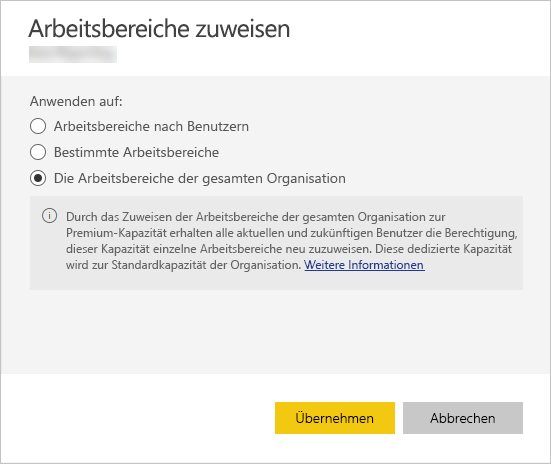 Arbeitsbereiche zuweisen
Anwenden auf:
Arbeitsbereiche nach Benutzern
Bestimmte Arbeitsbereiche
Die Arbeitsbereiche der gesamten Organisation
Durch das Zuweisen der Arbeitsbereiche der gesamten Organisation zur
Premium-Kapazität erhalten alle aktuellen und zukünftigen Benutzer die Berechtigung,
dieser Kapazität einzelne Arbeitsbereiche neu zuzuweisen. Diese dedizierte Kapazität
wird zur Standardkapazität der Organisation. Weitere Informationen
Übernehmen
Abbrechen